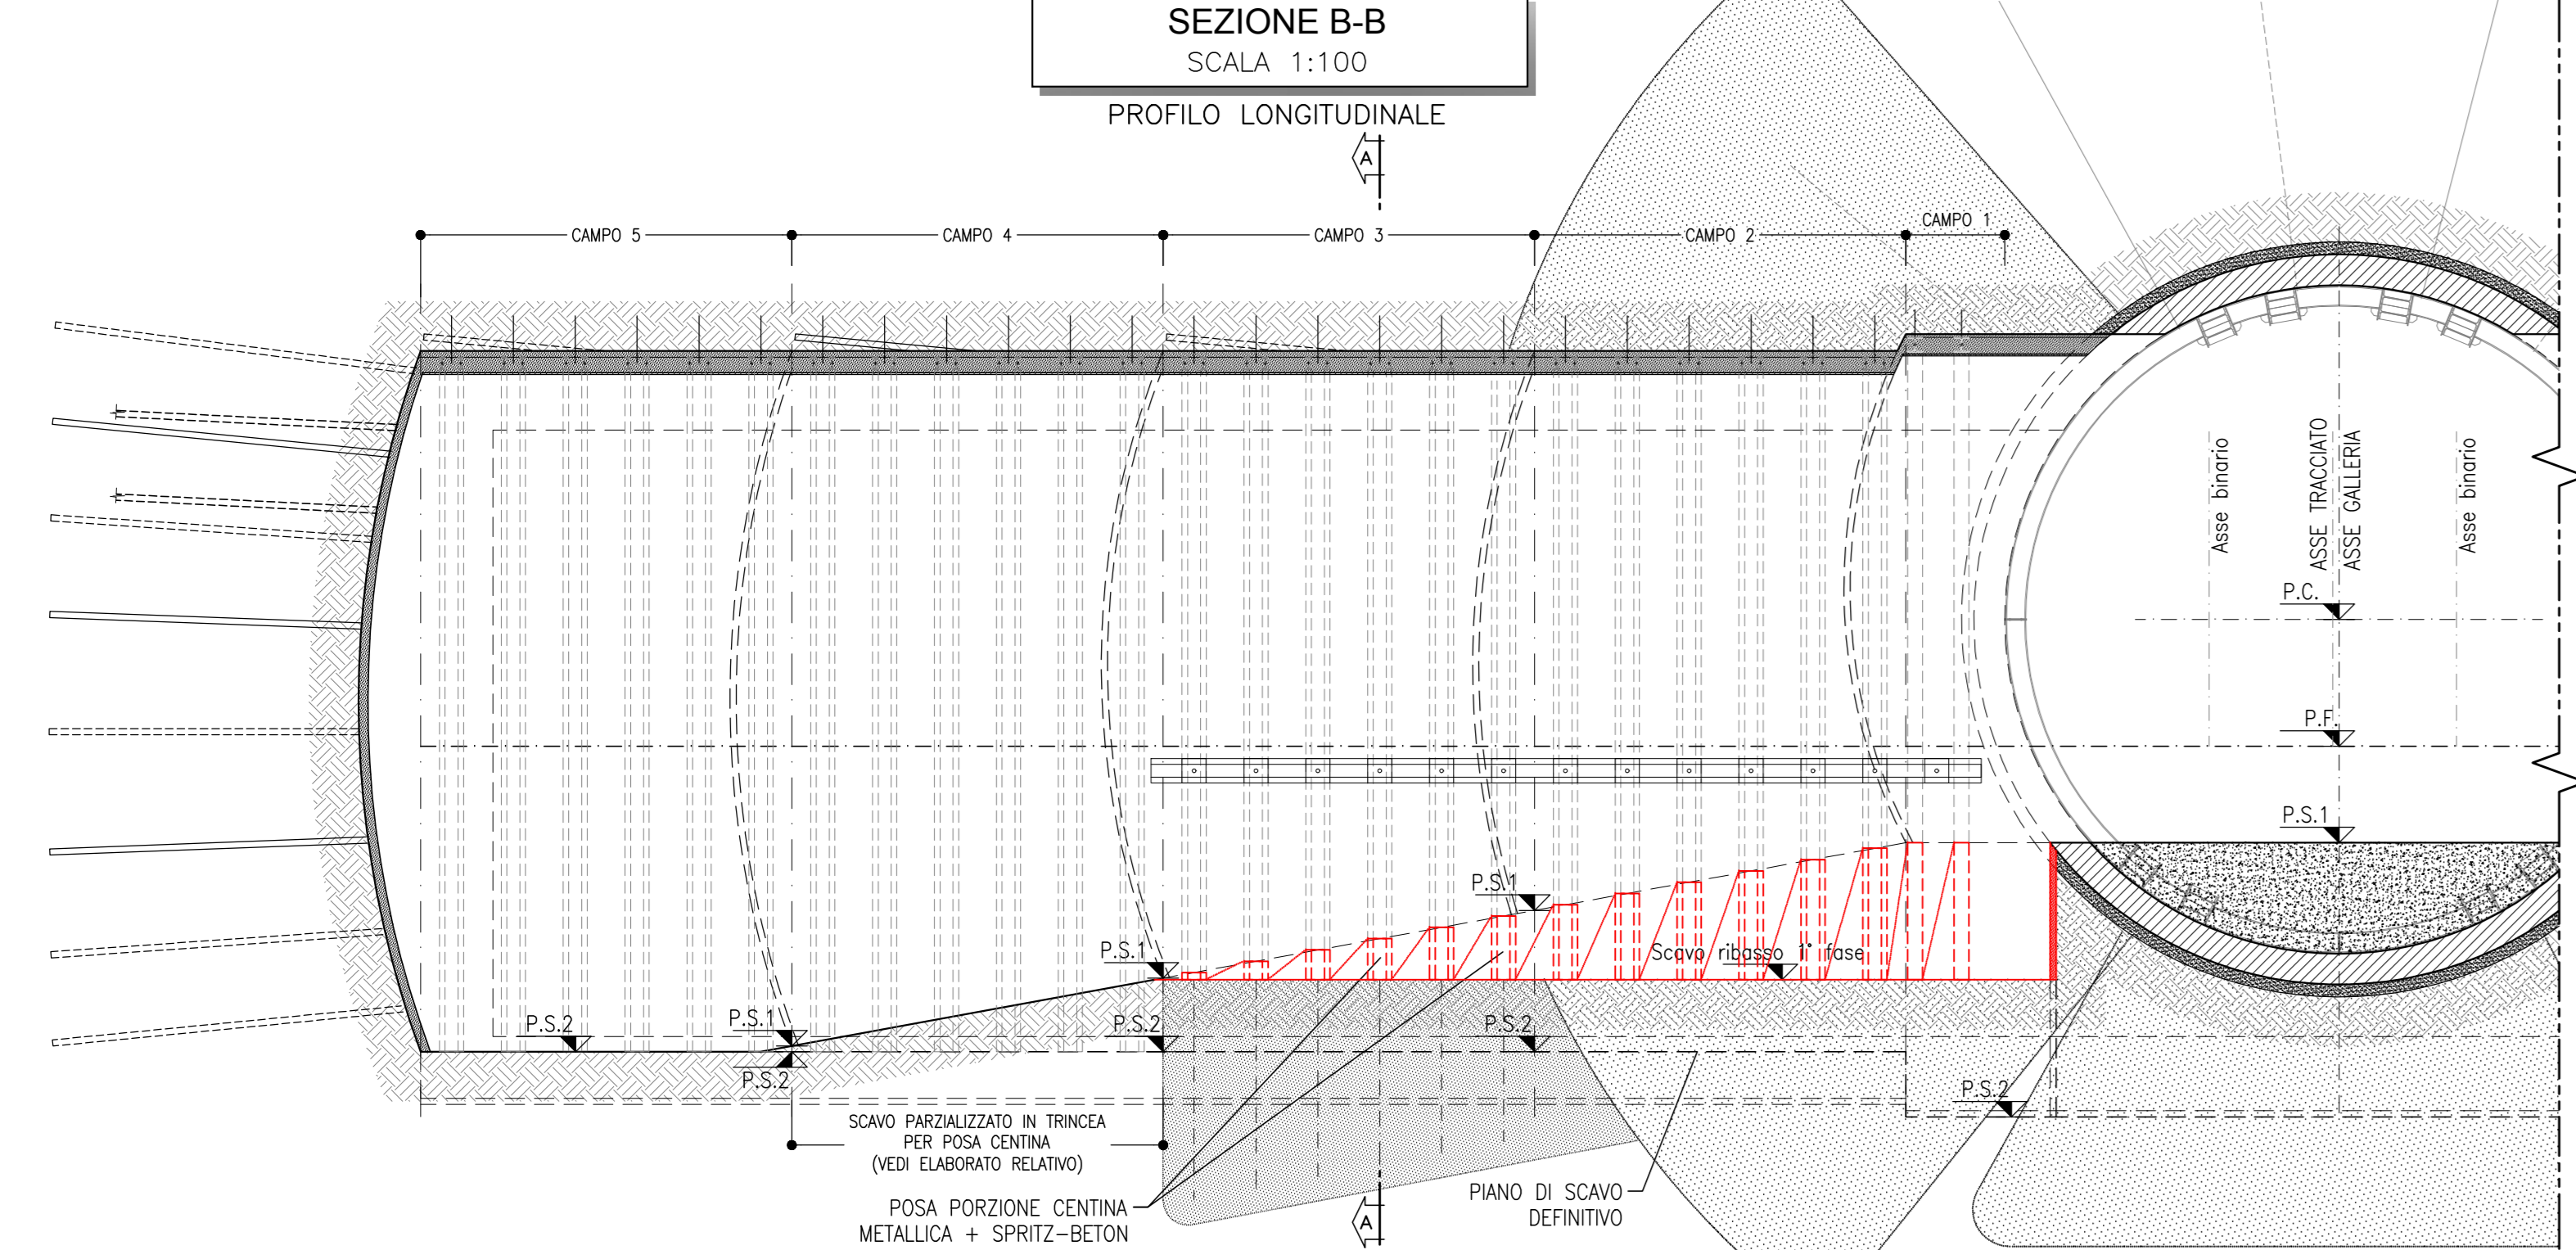 SEZIONE B-B
SCALA 1:100
PROFILO LONGITUDINALE
A
CAMPO 5
CAMPO 4
CAMPO 3
CAMPO 2
CAMPO 1
Asse binario
ASSE TRACCIATO
ASSE GALLERIA
Asse binario
P.C.
P.F.
P.S.1
P.S.1
P.S.1
Scavo ribasso 1° fase
P.S.2
P.S.1
P.S.2
P.S.2
P.S.2
P.S.2
SCAVO PARZIALIZZATO IN TRINCEA
PER POSA CENTINA
(VEDI ELABORATO RELATIVO)
POSA PORZIONE CENTINA
METALLICA + SPRITZ-BETON
PIANO DI SCAVO
DEFINITIVO
A